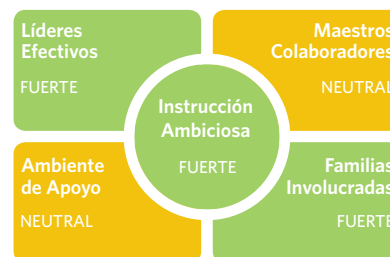 Líderes
Efectivos
FUERTE
Maestros
Colaboradores
NEUTRAL
Instrucción
Ambiciosa
FUERTE
Ambiente
de Apoyo
NEUTRAL
Familias
Involucradas
FUERTE